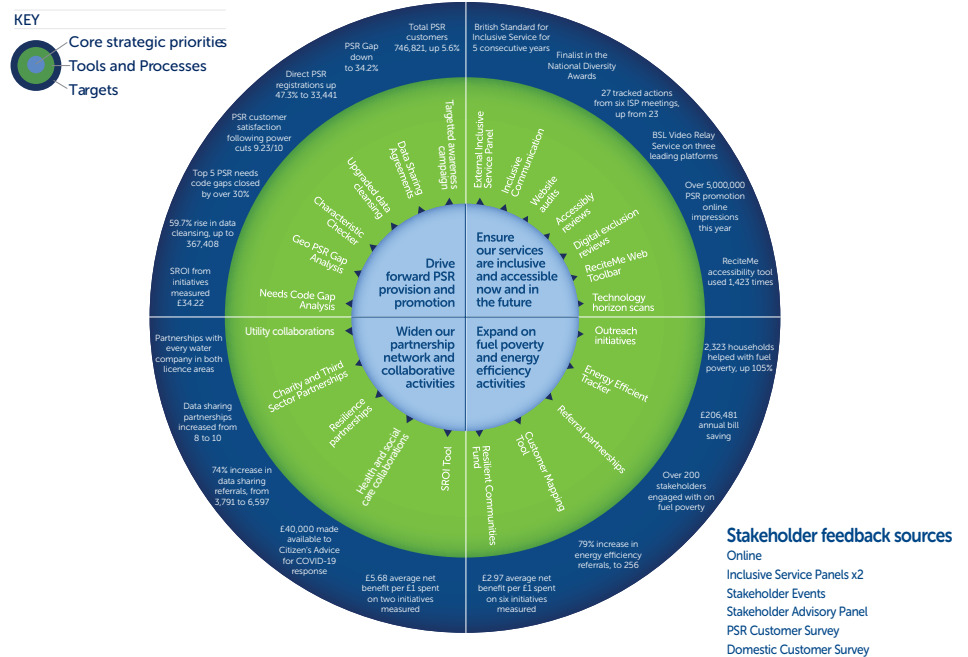 KEY
Core strategic priorities
Tools and Processes
Targets
Total PSR
customers
746,821, up 5.6%
PSR Gap
down
to 34.2%
Direct PSR
registrations up
47.3% to 33,441
PSR customer
satisfaction
following power
cuts 9.23/10
Top 5 PSR needs
code gaps closed
by over 30%
59.7% rise in data
cleansing, up to
367,408
SROI from
initiatives
measured
£34.22
British Standard for
Inclusive Service for
5 consecutive years
Finalist in the
National Diversity
Awards
27 tracked actions
from six ISP meetings,
up from 23
BSL Video Relay
Service on three
leading platforms
Over 5,000,000
PSR promotion
online
impressions
this year
ReciteMe
accessibility tool
used 1,423 times
Targetted awareness
campaign
Data Sharing
Agreements
Upgraded data
cleansing
Characteristic
Checker
Geo PSR Gap
Analysis
Needs Code Gap
Analysis
External Inclusive
Service Panel
Inclusive
Communication
Website
audits
Accessibly
reviews
Digital exclusion
reviews
ReciteMe Web
Toolbar
Technology
horizon scans
Drive
forward PSR
provision and
promotion
Ensure
our services
are inclusive
and accessible
now and in
the future
Widen our
partnership
network and
collaborative
activities
Expand on
fuel poverty
and energy
efficiency
activities
Utility collaborations
Charity and Third
Sector Partnerships
Resilience
partnerships
Health and social
care collaborations
SROI Tool
Outreach
initiatives
Energy Efficient
Tracker
Referral partnerships
Customer Mapping
Tool
Resilient Communities
Fund
Partnerships with
every water
company in both
licence areas
Data sharing
partnerships
increased from
8 to 10
74% increase in
data sharing
referrals, from
3,791 to 6,597
£40,000 made
available to
Citizen's Advice
for COVID-19
response
£5.68 average net
benefit per £1 spent
on two initiatives
measured
2,323 households
helped with fuel
poverty, up 105%
£206,481
annual bill
saving
Over 200
stakeholders
engaged with on
fuel poverty
79% increase in
energy efficiency
referrals, to 256
£2.97 average net
benefit per £1 spent
on six initiatives
measured
Stakeholder feedback sources
Online
Inclusive Service Panels x2
Stakeholder Events
Stakeholder Advisory Panel
PSR Customer Survey
Domestic Customer Survey